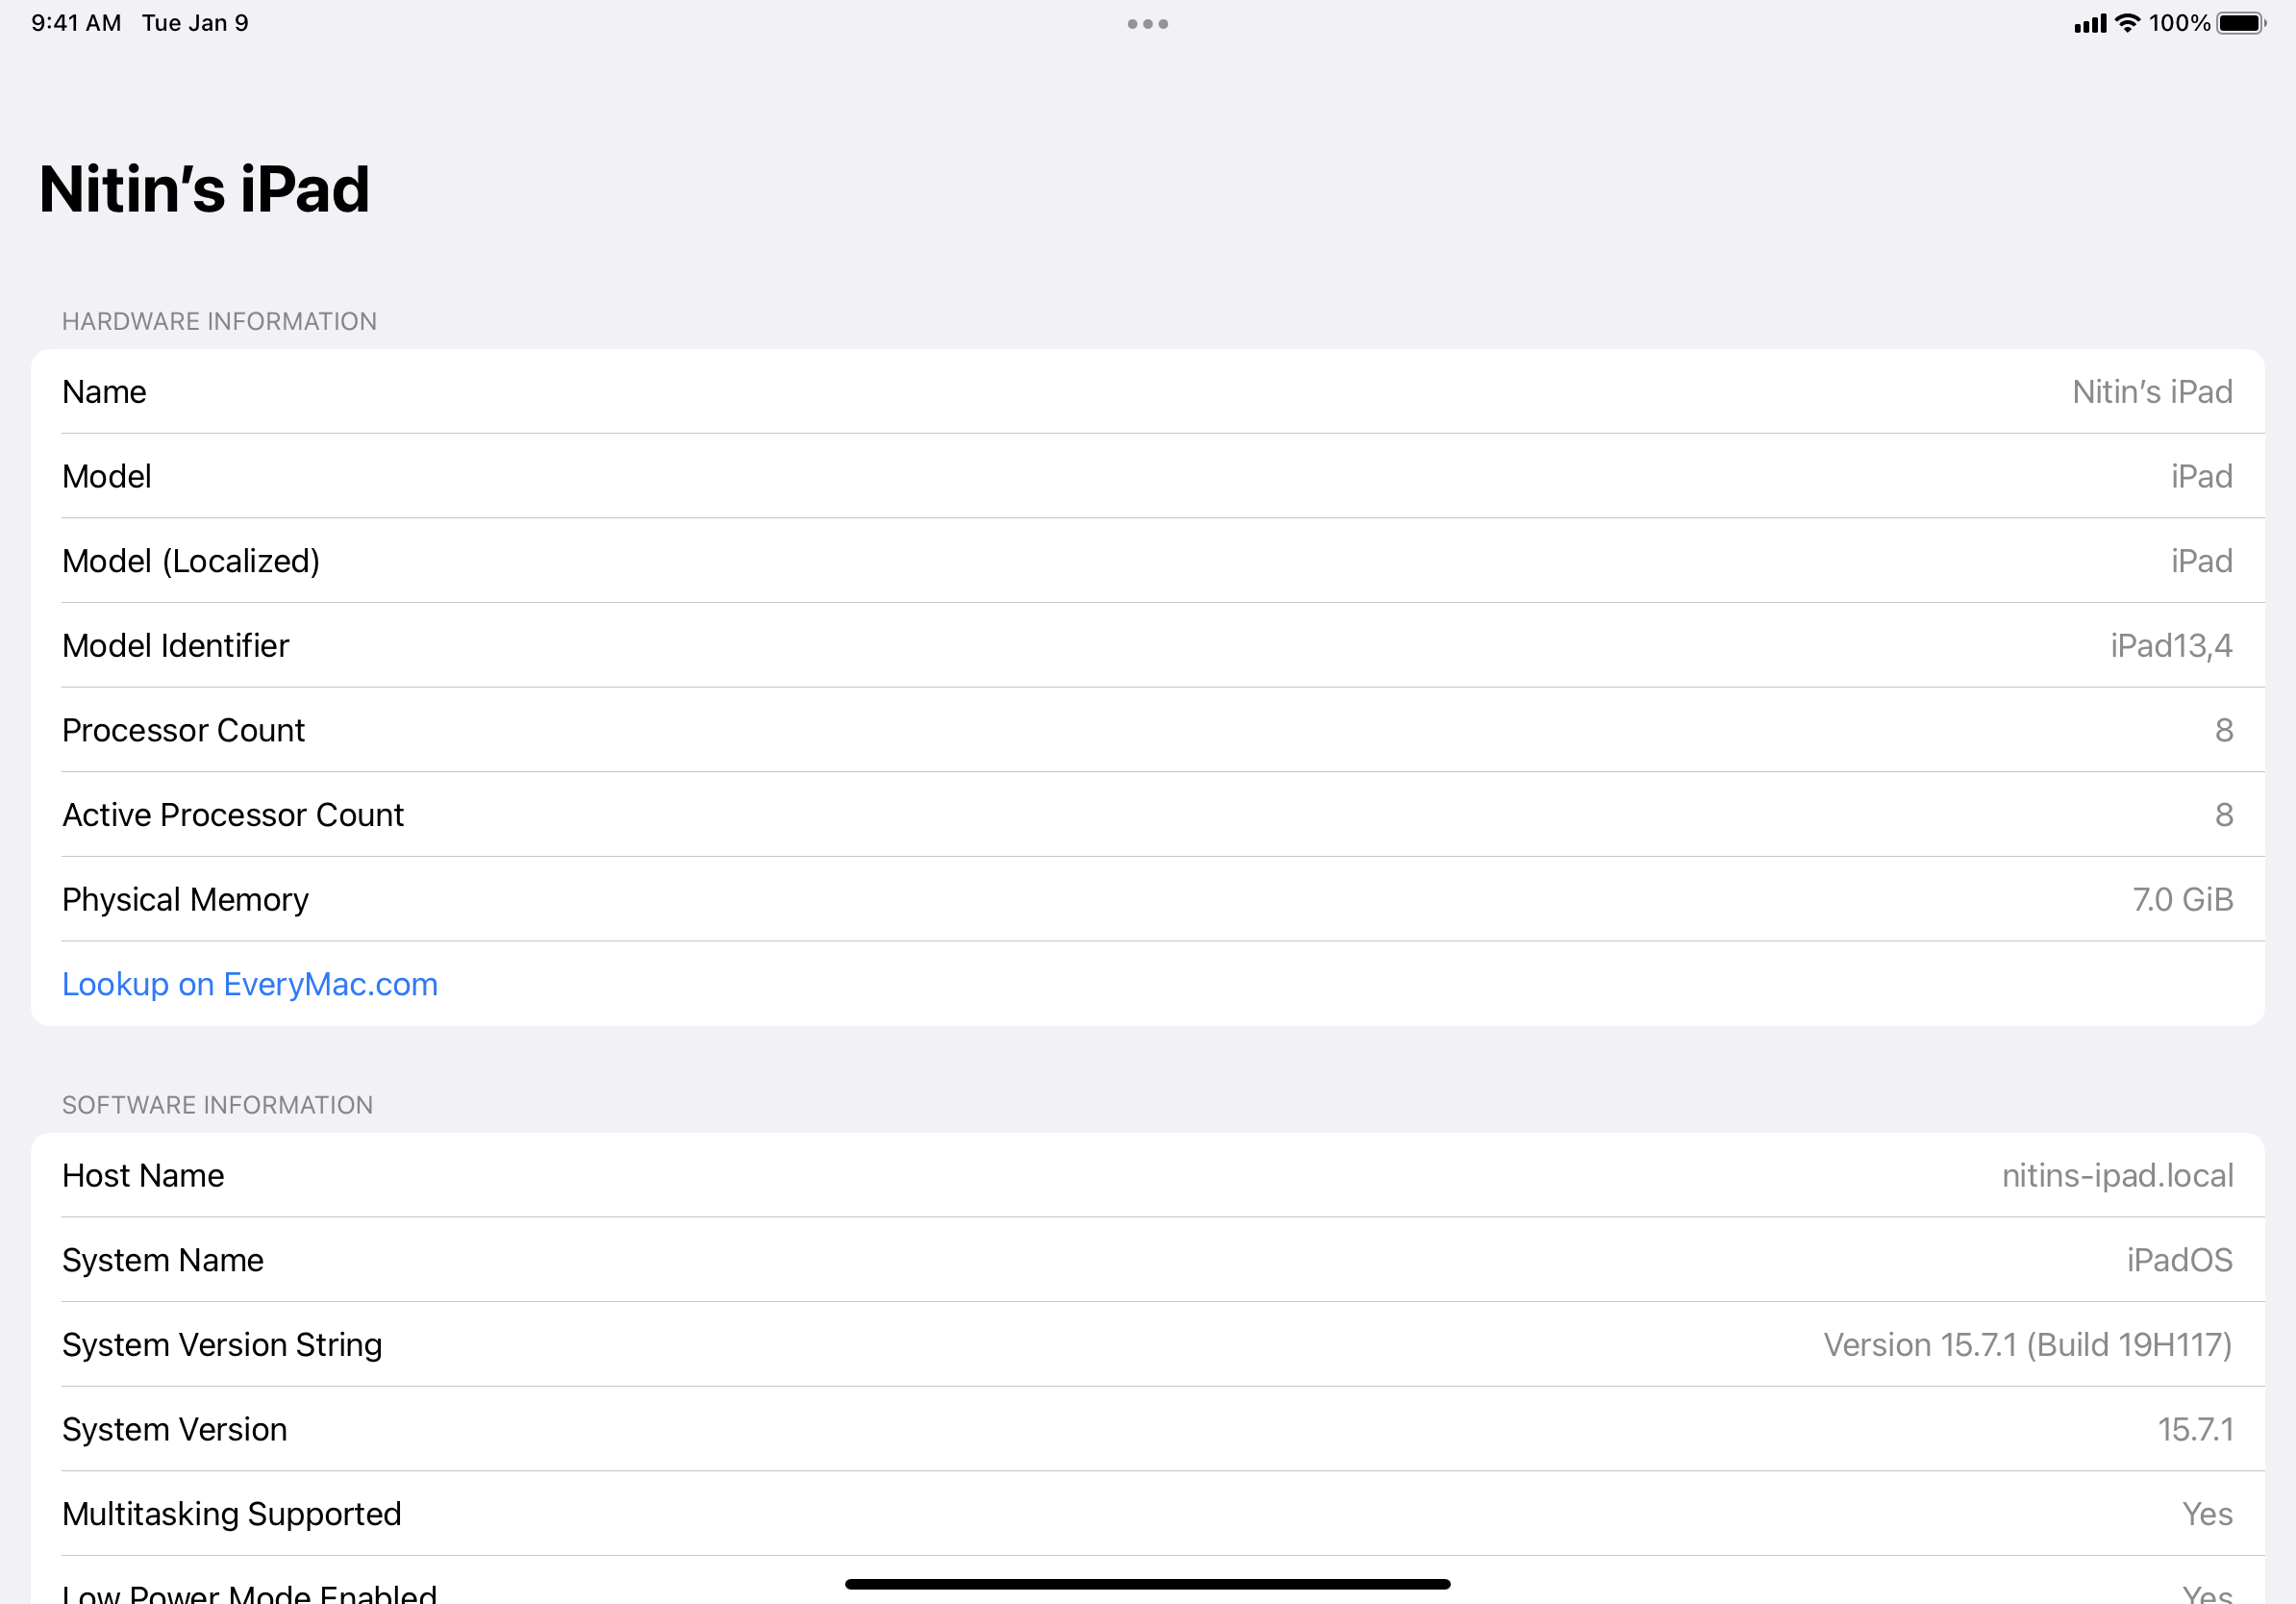 9:41 AM Tue Jan 9
100%
Nitin’s iPad
HARDWARE INFORMATION
Name Nitin’s iPad
Model iPad
Model (Localized) iPad
Model Identifier iPad13,4
Processor Count 8
Active Processor Count 8
Physical Memory 7.0 GiB
Lookup on EveryMac.com
SOFTWARE INFORMATION
Host Name nitins-ipad.local
System Name iPadOS
System Version String Version 15.7.1 (Build 19H117)
System Version 15.7.1
Multitasking Supported Yes
Low Power Mode Enabled Yes